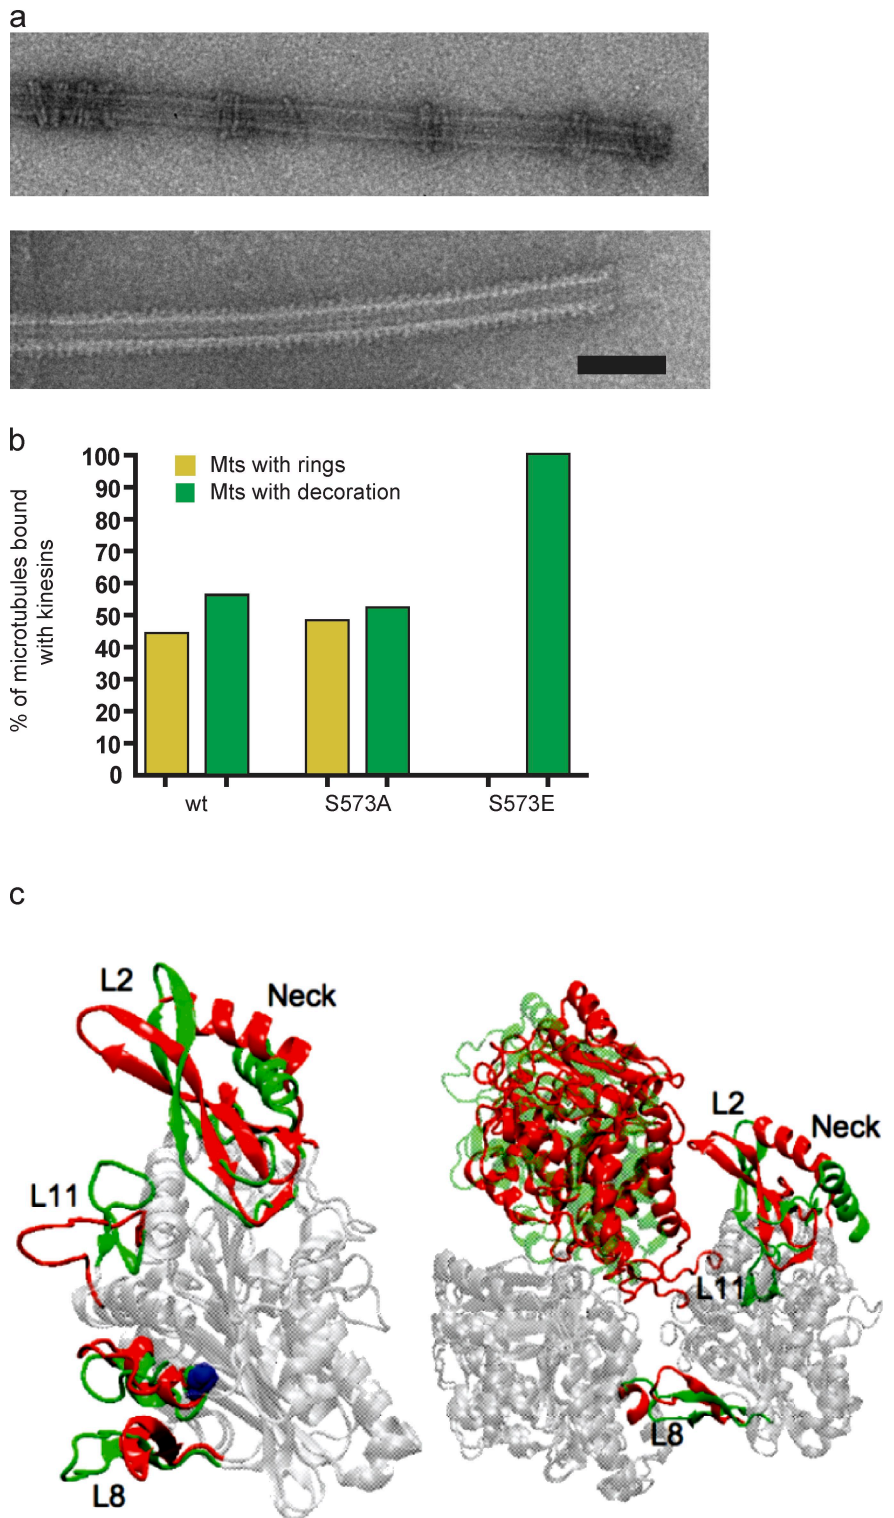 a
b
100
90
80
70
60
50
40
30
20
10
0
% of microtubules bound
with kinesins
Mts with rings
Mts with decoration
wt
S573A
S573E
c
L2
Neck
L11
L8
L2
Neck
L11
L8